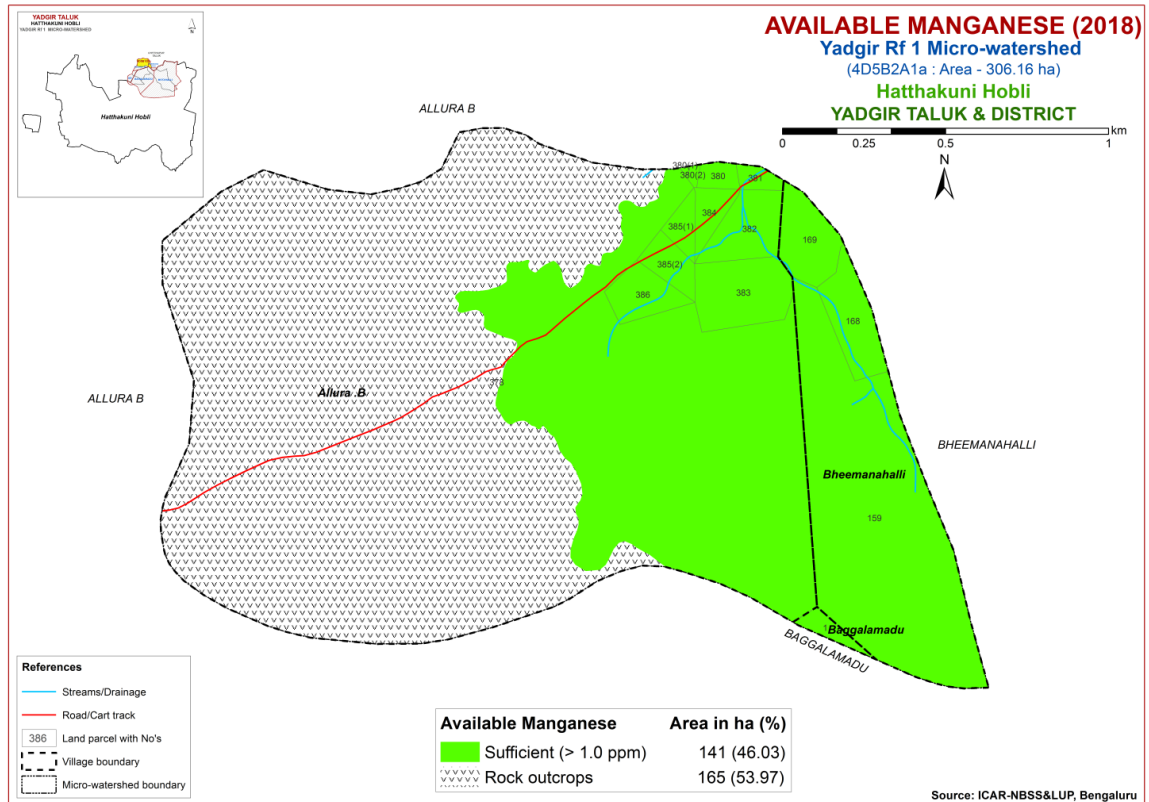 YADGIR TALUK
HATTHAKUNI HOBLI
YADGIR Rf 1 MICRO-WATERSHED
N
Hatthakuni Hobli
AVAILABLE MANGANESE (2018)
Yadgir Rf 1 Micro-watershed
(4D5B2A1a : Area - 306.16 ha)
Hatthakuni Hobli
YADGIR TALUK & DISTRICT
km
0 0.25 0.5 1
N
ALLURA B
380(1)
380(2) 380 381
384
385(1) 382
169
385(2)
386 383
168
378
Allura .B
ALLURA B
BHEEMANAHALLI
Bheemanahalli
159
Baggalamadu
BAGGALAMADU
References
Streams/Drainage
Road/Cart track
386 Land parcel with No's
Village boundary
Micro-watershed boundary
Available Manganese Area in ha (%)
Sufficient (> 1.0 ppm) 141 (46.03)
Rock outcrops 165 (53.97)
Source: ICAR-NBSS&LUP, Bengaluru